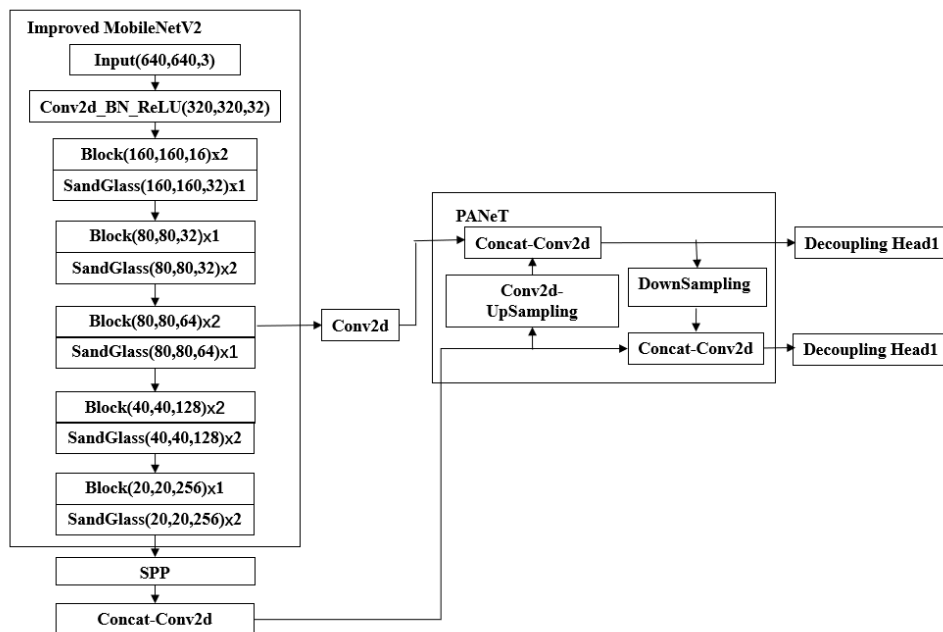 Improved MobileNetV2
Input(640,640,3)
Conv2d_BN_ReLU(320,320,32)
Block(160,160,16)x2
SandGlass(160,160,32)x1
Block(80,80,32)x1
SandGlass(80,80,32)x2
Block(80,80,64)x2
SandGlass(80,80,64)x1
Block(40,40,128)x2
SandGlass(40,40,128)x2
Block(20,20,256)x1
SandGlass(20,20,256)x2
SPP
Concat-Conv2d
Conv2d
PANeT
Concat-Conv2d
Conv2d-
UpSampling
DownSampling
Concat-Conv2d
Decoupling Head1
Decoupling Head1